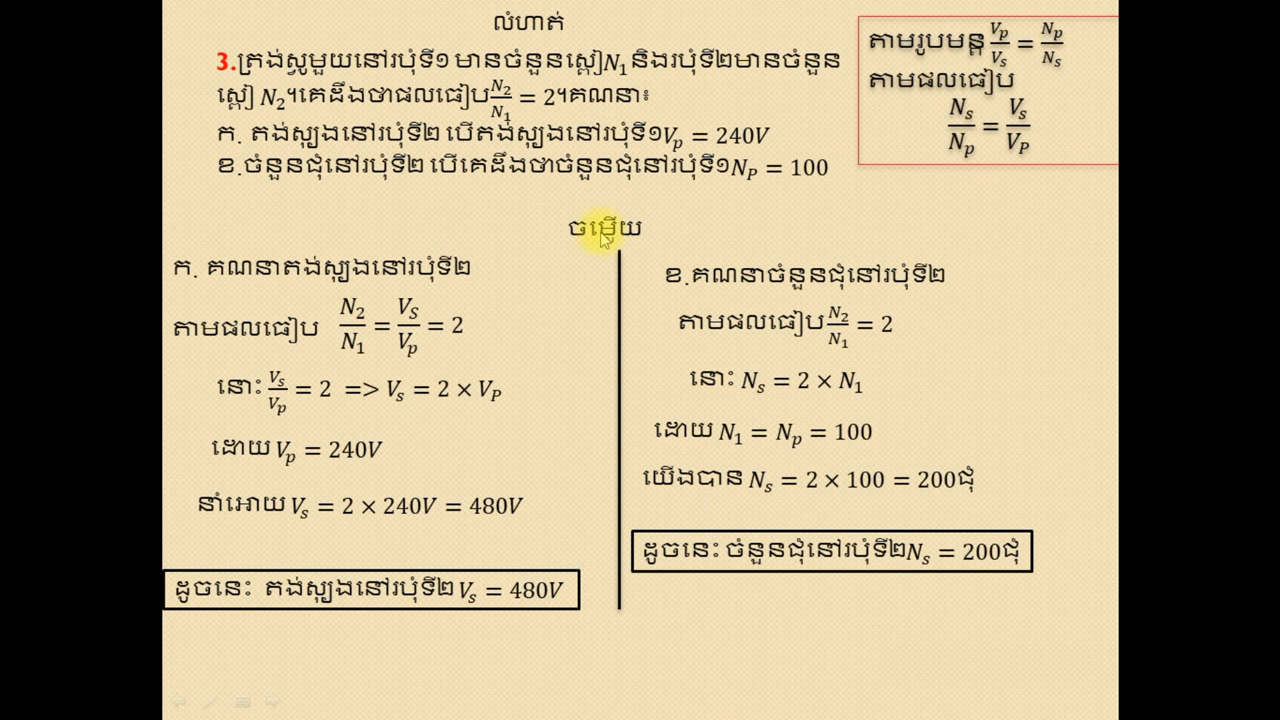 លំហាត់
3.ត្រង់ស្វូមួយនៅរបុំទី១ មានចំនួនស្ពៀN₁ និងរបុំទី២មានចំនួន
ស្ពៀ N₂។គេដឹងថាផលធៀប N₂/N₁ = 2។គណនា៖
ក. តង់ស្យុងនៅរបុំទី២ បើតង់ស្យុងនៅរបុំទី១Vₚ = 240V
ខ.ចំនួនជុំនៅរបុំទី២ បើគេដឹងថាចំនួនជុំនៅរបុំទី១N_P = 100
តាមរូបមន្ត Vₚ/Vₛ = Nₚ/Nₛ
តាមផលធៀប
Nₛ/Nₚ = Vₛ/V_P
ចម្លើយ
ក. គណនាតង់ស្យុងនៅរបុំទី២
តាមផលធៀប N₂/N₁ = V_S/Vₚ = 2
នោះ Vₛ/Vₚ = 2 => Vₛ = 2 × V_P
ដោយ Vₚ = 240V
នាំអោយ Vₛ = 2 × 240V = 480V
ដូចនេះ តង់ស្យុងនៅរបុំទី២ Vₛ = 480V
ខ.គណនាចំនួនជុំនៅរបុំទី២
តាមផលធៀប N₂/N₁ = 2
នោះ Nₛ = 2 × N₁
ដោយ N₁ = Nₚ = 100
យើងបាន Nₛ = 2 × 100 = 200ជុំ
ដូចនេះ ចំនួនជុំនៅរបុំទី២Nₛ = 200ជុំ